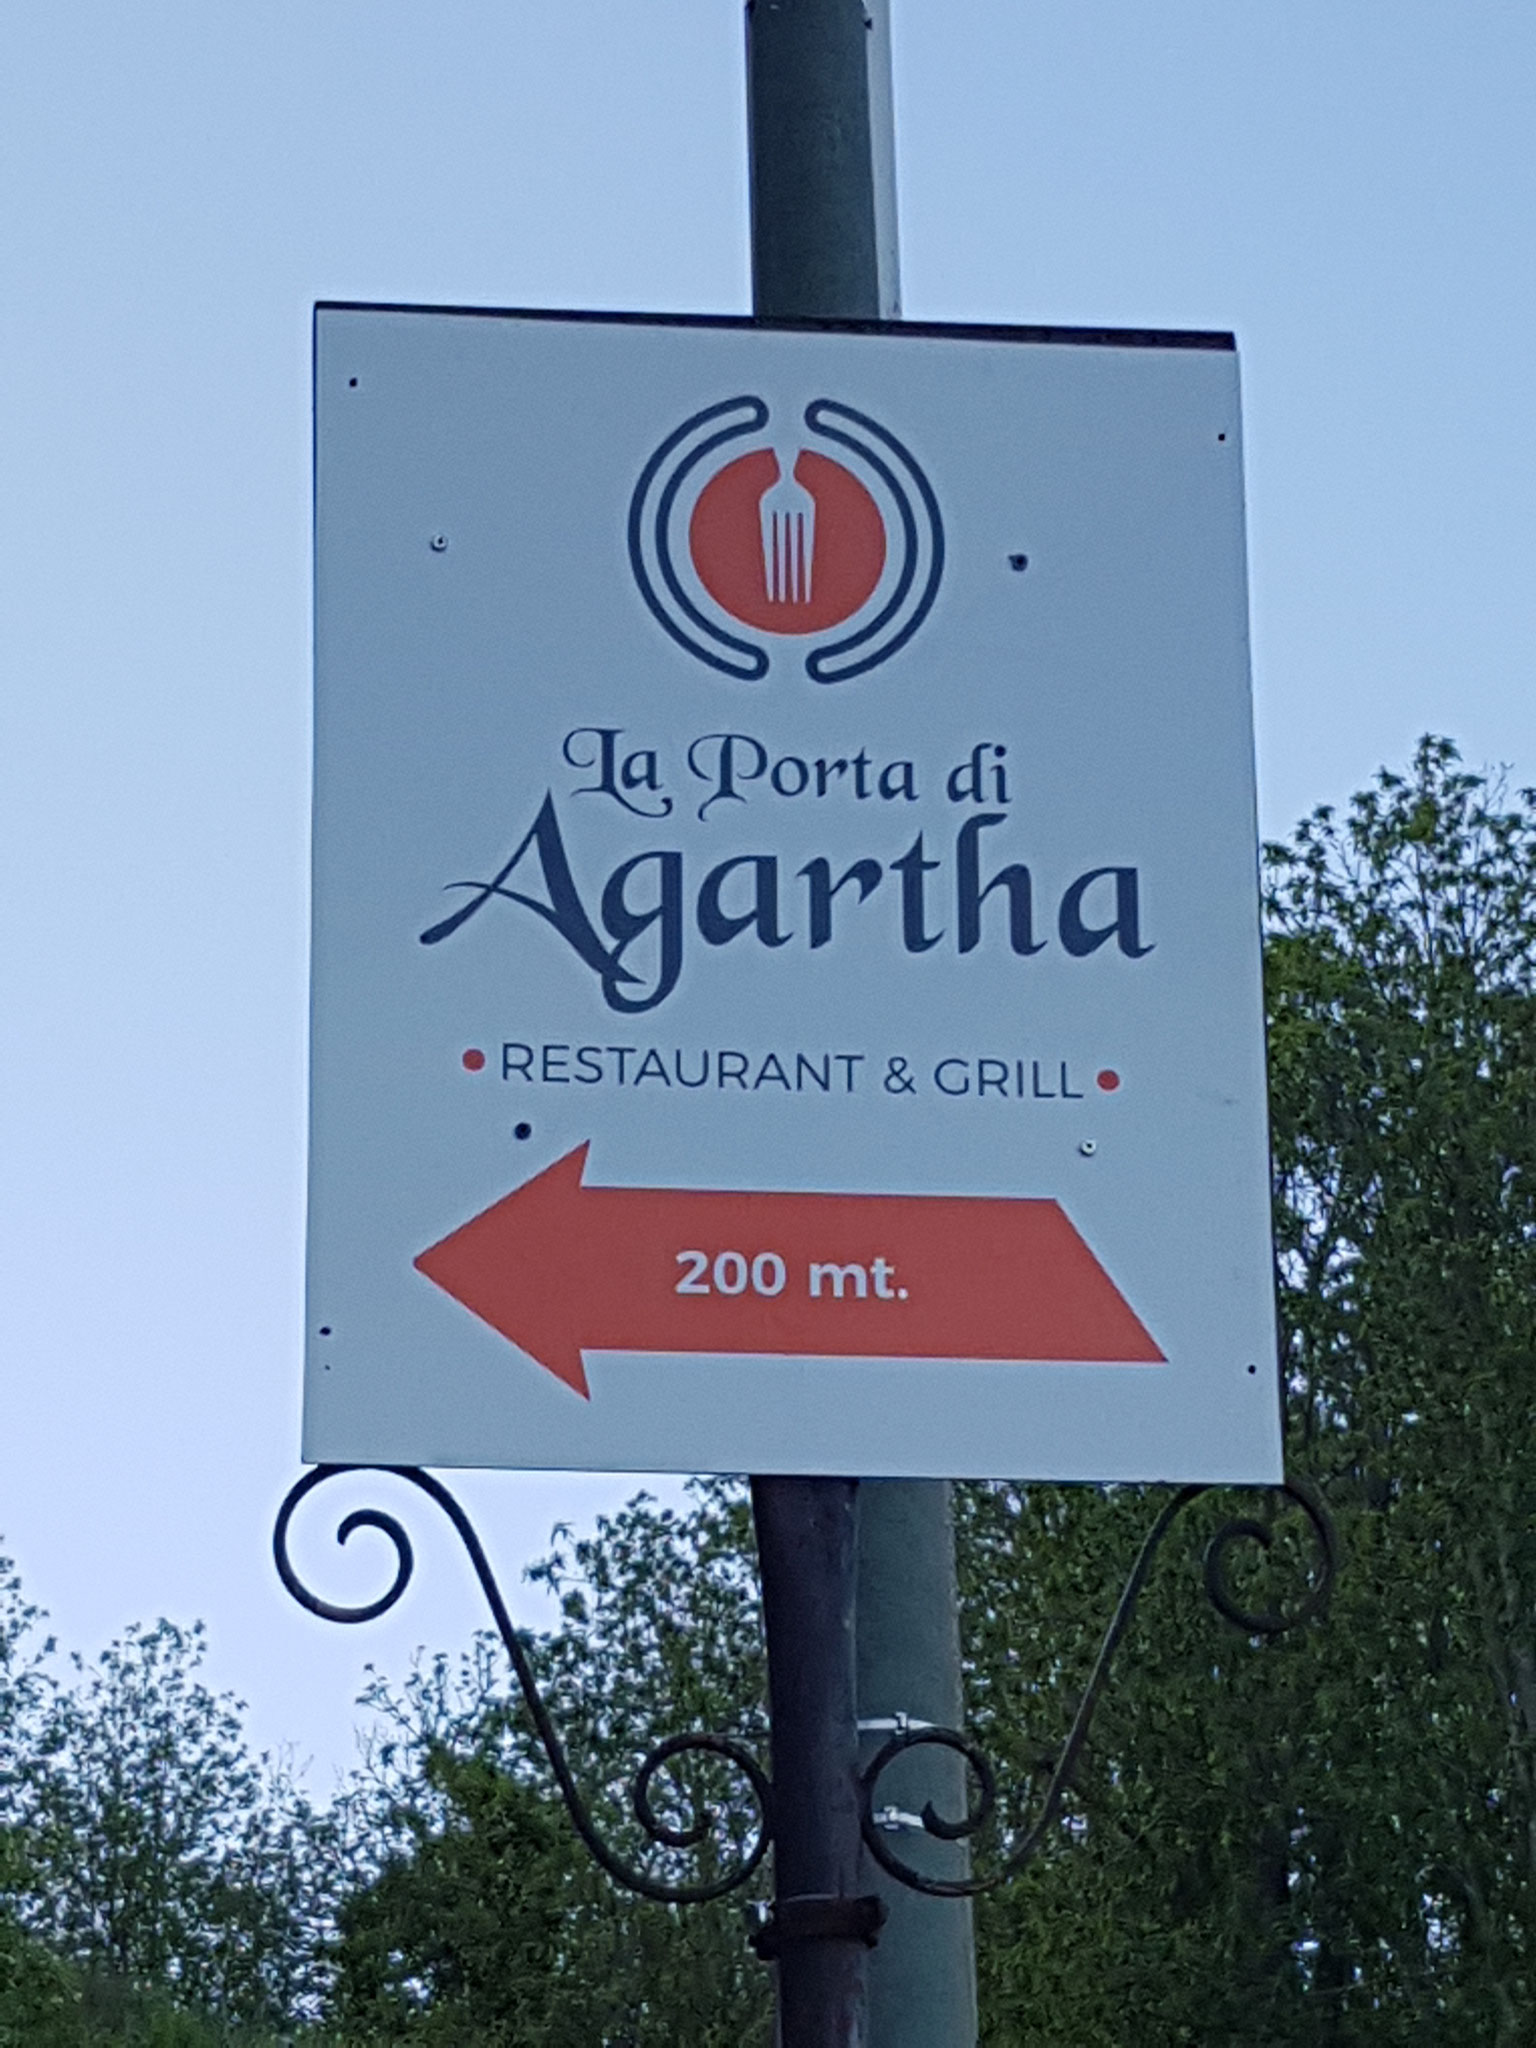 La Porta di
Agartha
• RESTAURANT & GRILL •
200 mt.